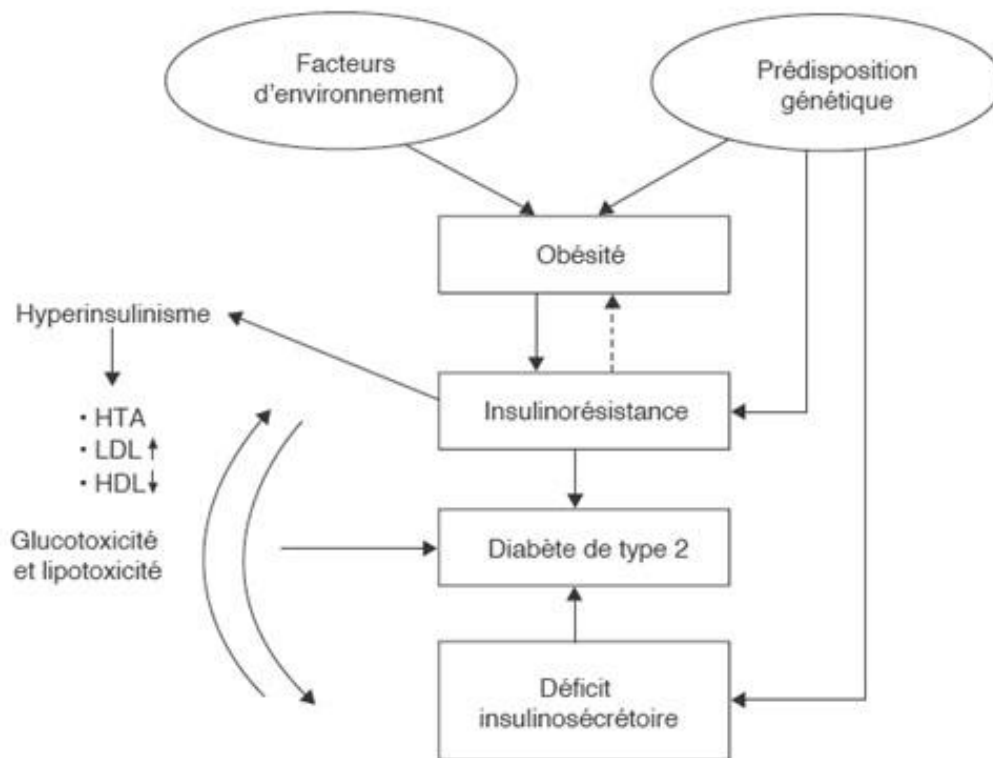 Facteurs
d'environnement
Prédisposition
génétique
Obésité
Hyperinsulinisme
• HTA
• LDL ↑
• HDL ↓
Insulinorésistance
Glucotoxicité
et lipotoxicité
Diabète de type 2
Déficit
insulinosécrétoire